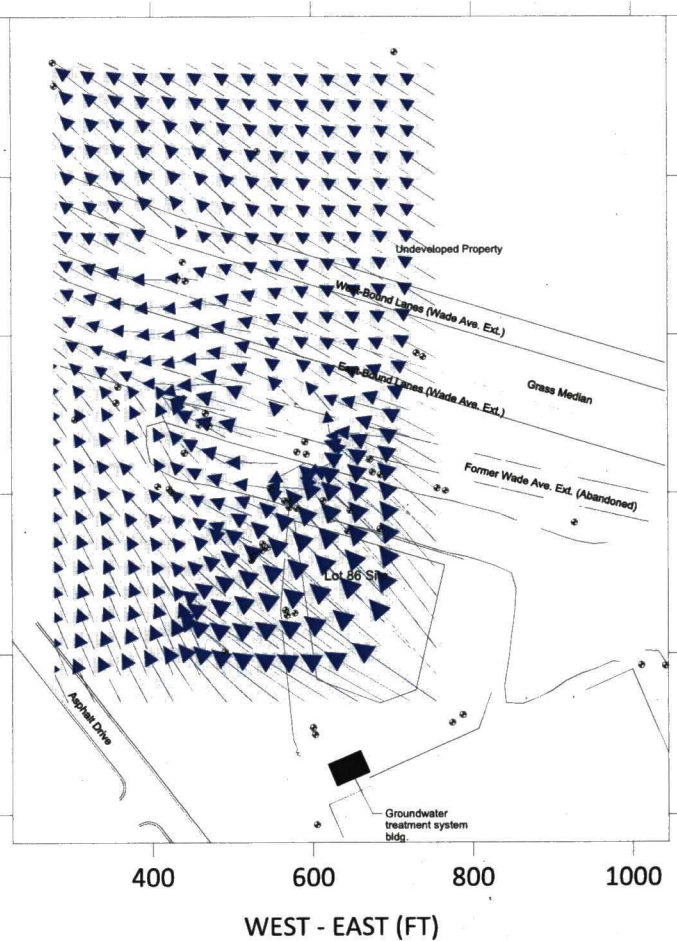 Undeveloped Property
West-Bound Lanes (Wade Ave. Ext.)
East-Bound Lanes (Wade Ave. Ext.)
Grass Median
Former Wade Ave. Ext. (Abandoned)
Lot 86 Site
Asphalt Drive
Groundwater
treatment system
bldg.
400 600 800 1000
WEST - EAST (FT)